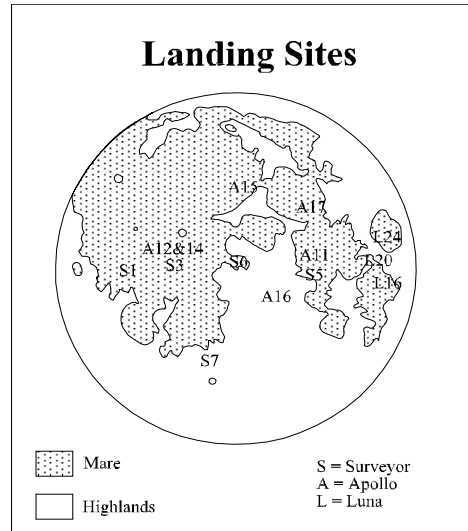 Landing Sites
A15
A17
L24
A12&14
A11
L20
S1
S3
S6
S5
L16
A16
S7
Mare
Highlands
S = Surveyor
A = Apollo
L = Luna